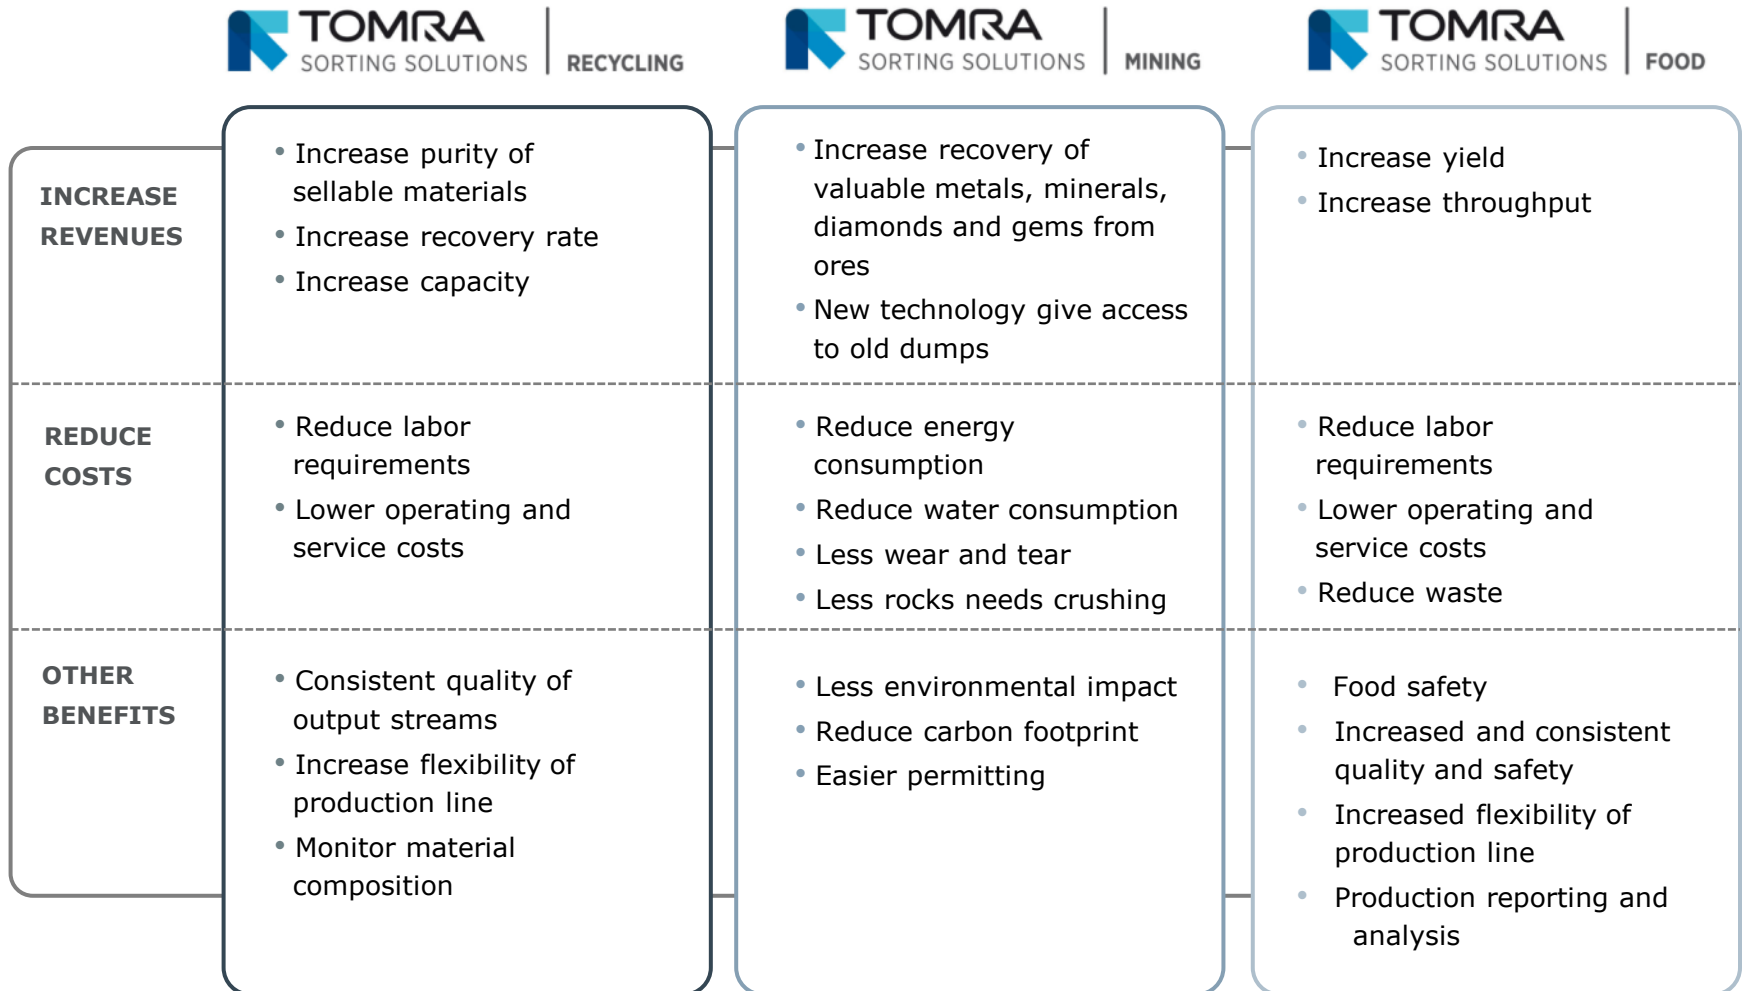 TOMRA
SORTING SOLUTIONS
RECYCLING
TOMRA
SORTING SOLUTIONS
MINING
TOMRA
SORTING SOLUTIONS
FOOD
INCREASE
REVENUES
• Increase purity of
sellable materials
• Increase recovery rate
• Increase capacity
• Increase recovery of
valuable metals, minerals,
diamonds and gems from
ores
• New technology give access
to old dumps
• Increase yield
• Increase throughput
REDUCE
COSTS
• Reduce labor
requirements
• Lower operating and
service costs
• Reduce energy
consumption
• Reduce water consumption
• Less wear and tear
• Less rocks needs crushing
• Reduce labor
requirements
• Lower operating and
service costs
• Reduce waste
OTHER
BENEFITS
• Consistent quality of
output streams
• Increase flexibility of
production line
• Monitor material
composition
• Less environmental impact
• Reduce carbon footprint
• Easier permitting
• Food safety
• Increased and consistent
quality and safety
• Increased flexibility of
production line
• Production reporting and
analysis